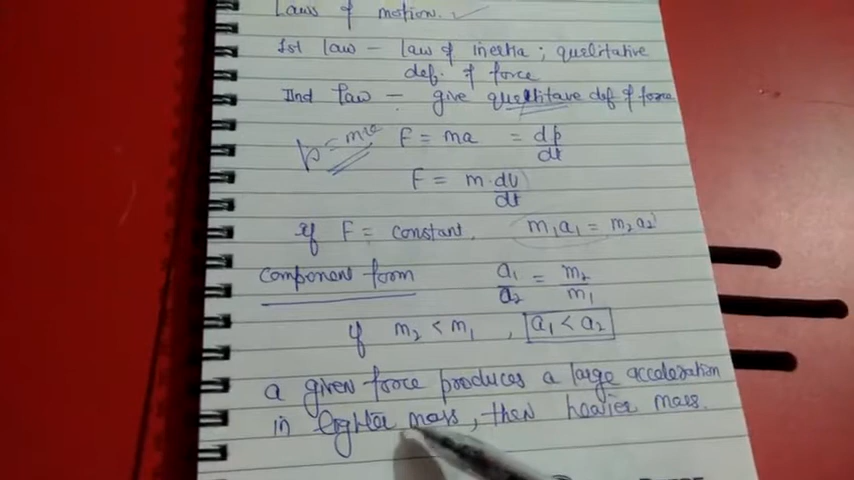 Laws of motion.
Ist law - law of inertia ; qualitative
def. of force
IInd law - give quantitave def of force
p = mv F = ma = dp/dt
F = m. dv/dt
if F = constant, m₁a₁ = m₂a₂
component form a₁/a₂ = m₂/m₁
if m₂ < m₁ , a₁ < a₂
a given force produces a large acceleration
in lighter mass, then heavier mass.